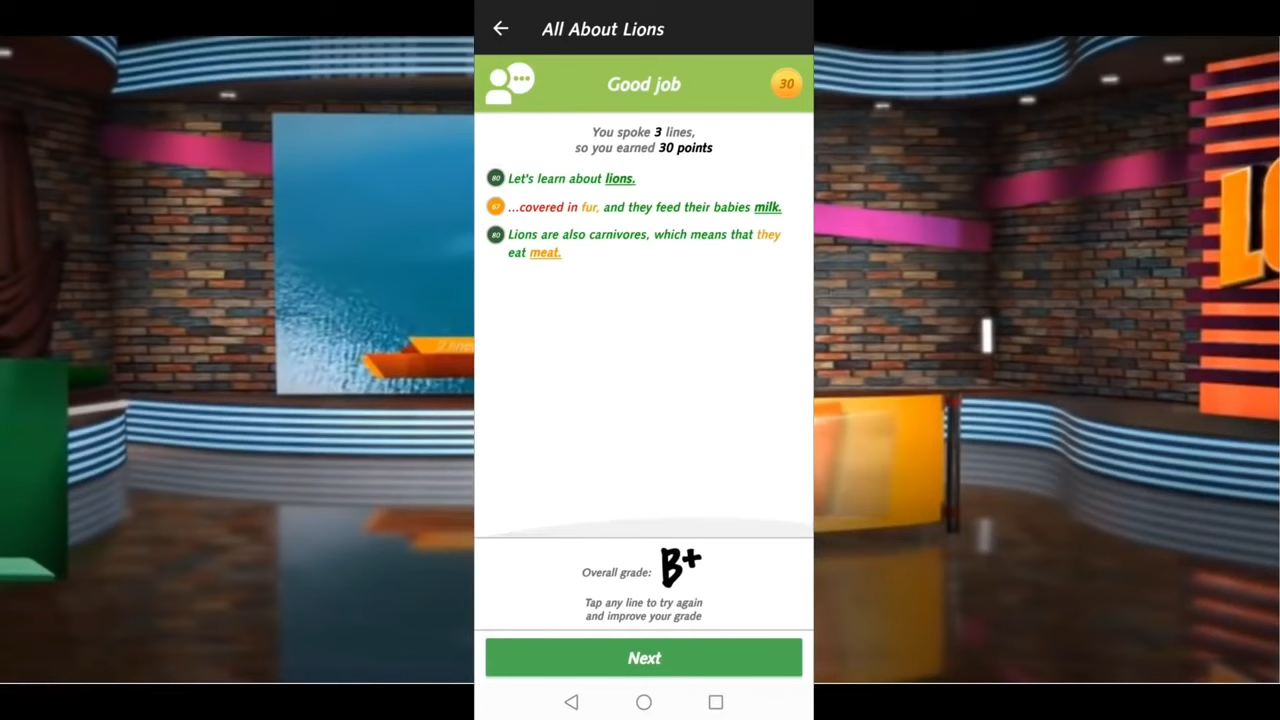 All About Lions
Good job
30
You spoke 3 lines,
so you earned 30 points
80 Let's learn about lions.
67 ...covered in fur, and they feed their babies milk.
80 Lions are also carnivores, which means that they
eat meat.
Overall grade: B+
Tap any line to try again
and improve your grade
Next